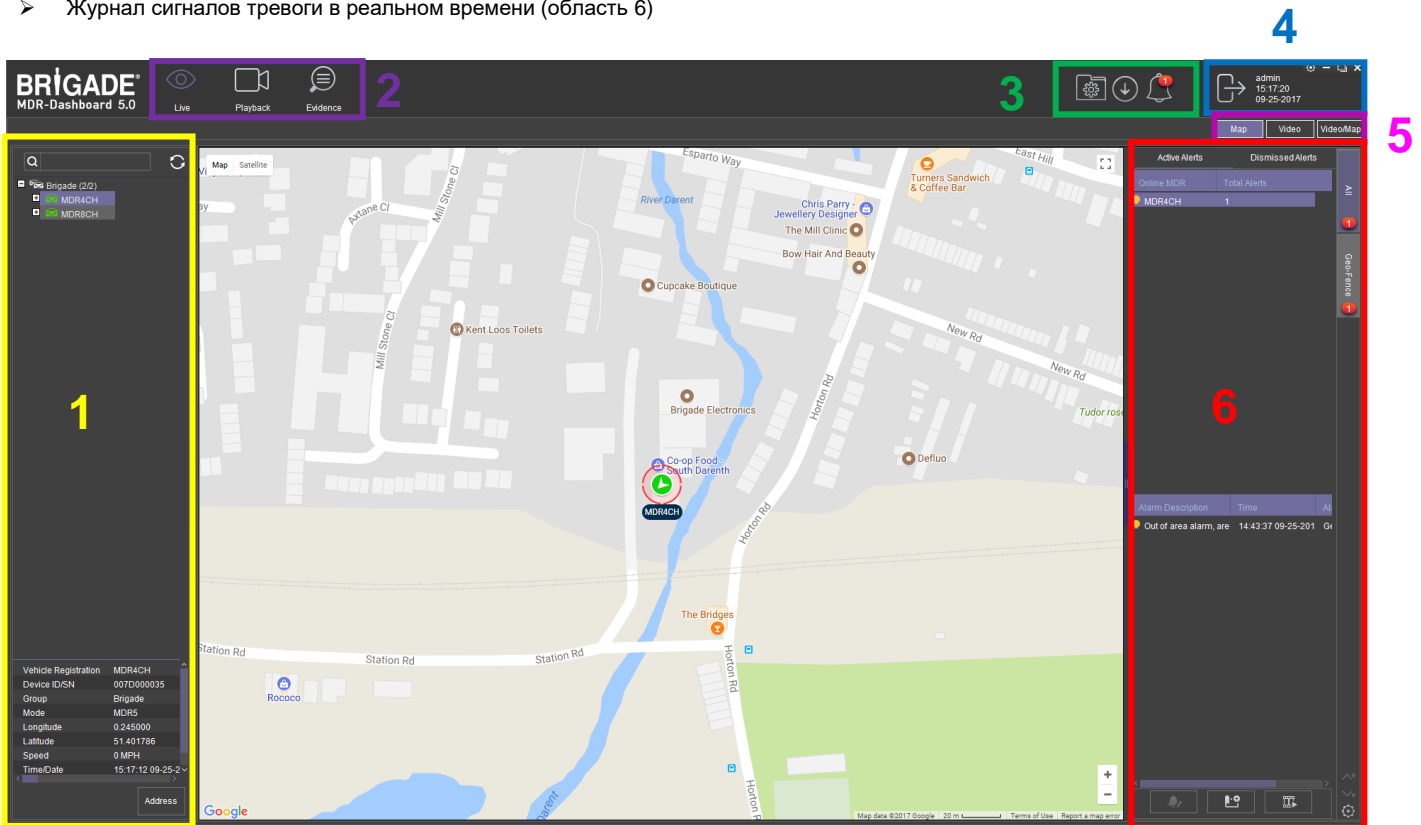 ➢ Журнал сигналов тревоги в реальном времени (область 6)
4
BRIGADE®
MDR-Dashboard 5.0
Live
Playback
Evidence
2
3
1
admin
15:17:20
09-25-2017
Map
Video
Video/Map
5
1
Brigade (2/2)
MDR4CH
MDR8CH
Vehicle Registration MDR4CH
Device ID/SN 007D000035
Group Brigade
Mode MDR5
Longitude 0.245000
Latitude 51.401786
Speed 0 MPH
Time/Date 15:17:12 09-25-2
Address
Map
Satellite
Esparto Way
East Hill
Turners Sandwich
& Coffee Bar
River Darent
Chris Parry -
Jewellery Designer
The Mill Clinic
Bow Hair And Beauty
Axtane Cl
Mill Stone Cl
Cupcake Boutique
Kent Loos Toilets
Mill Stone Cl
New Rd
New Rd
Horton Rd
Brigade Electronics
Tudor rose
Co-op Food -
South Darenth
Defluo
MDR4CH
Horton Rd
The Bridges
Station Rd
Station Rd
Station Rd
Horton Rd
Rococo
Horton R
parent
Google
Map data ©2017 Google
20 m
Terms of Use
Report a map error
Active Alerts
Dismissed Alerts
Online MDR
Total Alerts
MDR4CH
1
All
1
Geo-Fence
1
6
Alarm Description
Time
Ala
Out of area alarm, are
14:43:37 09-25-201
Ge